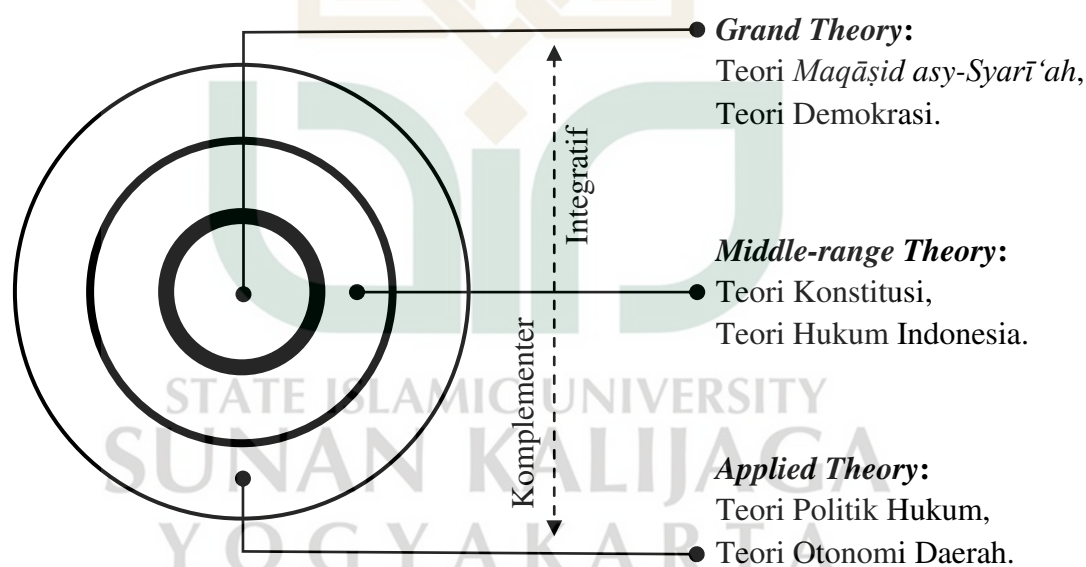 Grand Theory:
Teori Maqāṣid asy-Syarī‘ah,
Teori Demokrasi.
Integratif
Middle-range Theory:
Teori Konstitusi,
Teori Hukum Indonesia.
Komplementer
STATE ISLAMIC UNIVERSITY
SUNAN KALIJAGA
YOGYAKARTA
Applied Theory:
Teori Politik Hukum,
Teori Otonomi Daerah.